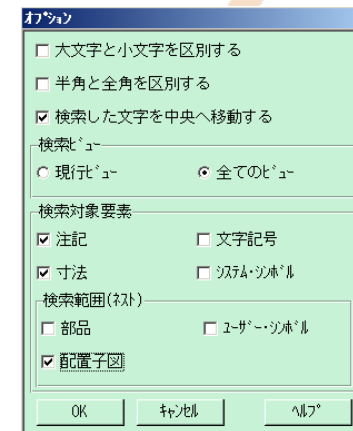 ｵﾌﾟｼｮﾝ
大文字と小文字を区別する
半角と全角を区別する
検索した文字を中央へ移動する
検索ﾋﾞｭｰ
現行ﾋﾞｭｰ 全てのﾋﾞｭｰ
検索対象要素
注記 文字記号
寸法 ｼｽﾃﾑ･ｼﾝﾎﾞﾙ
検索範囲(ﾈｽﾄ)
部品 ﾕｰｻﾞｰ･ｼﾝﾎﾞﾙ
配置子図
OK ｷｬﾝｾﾙ ﾍﾙﾌﾟ